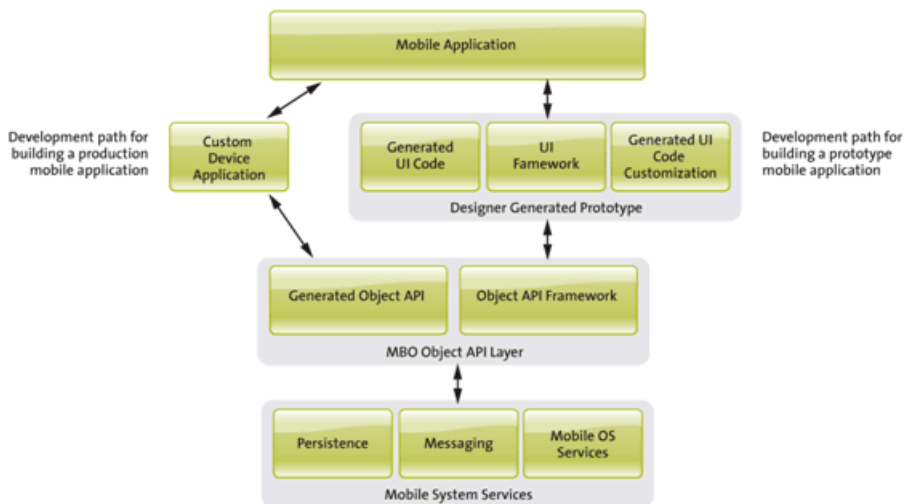 Mobile Application
Development path for
building a production
mobile application
Custom
Device
Application
Generated
UI Code
UI
Famework
Generated UI
Code
Customization
Development path for
building a prototype
mobile application
Designer Generated Prototype
Generated Object API
Object API Framework
MBO Object API Layer
Persistence
Messaging
Mobile OS
Services
Mobile System Services